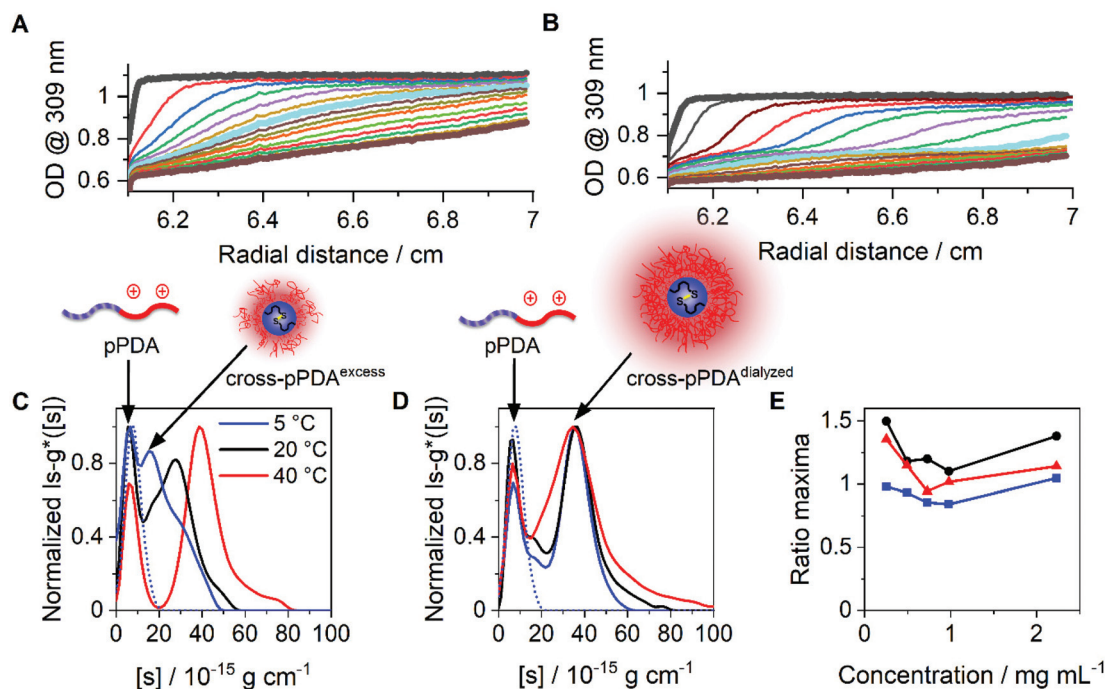 A
OD @ 309 nm
1
0.8
0.6
6.2
6.4
6.6
6.8
7
Radial distance / cm
B
OD @ 309 nm
1
0.8
0.6
6.2
6.4
6.6
6.8
7
Radial distance / cm
+ +
pPDA
S
S
cross-pPDA^excess
+ +
pPDA
S
S
cross-pPDA^dialyzed
C
Normalized ls-g*([s])
0.8
0.4
0
0 20 40 60 80 100
[s] / 10⁻¹⁵ g cm⁻¹
5 °C
20 °C
40 °C
D
Normalized ls-g*([s])
0.8
0.4
0
0 20 40 60 80 100
[s] / 10⁻¹⁵ g cm⁻¹
E
Ratio maxima
1.5
1
0.5
0
0 1 2
Concentration / mg mL⁻¹